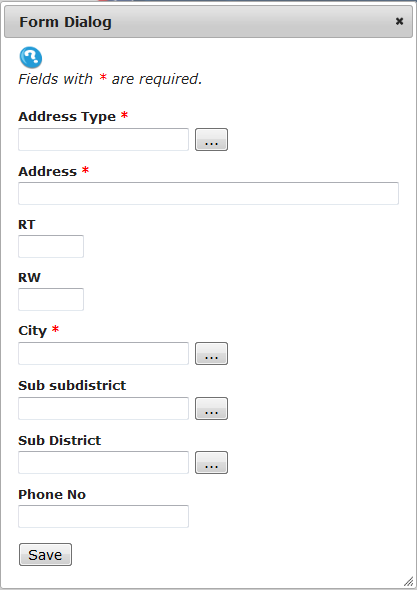 Form Dialog
Fields with * are required.
Address Type *
...
Address *
RT
RW
City *
...
Sub subdistrict
...
Sub District
...
Phone No
Save